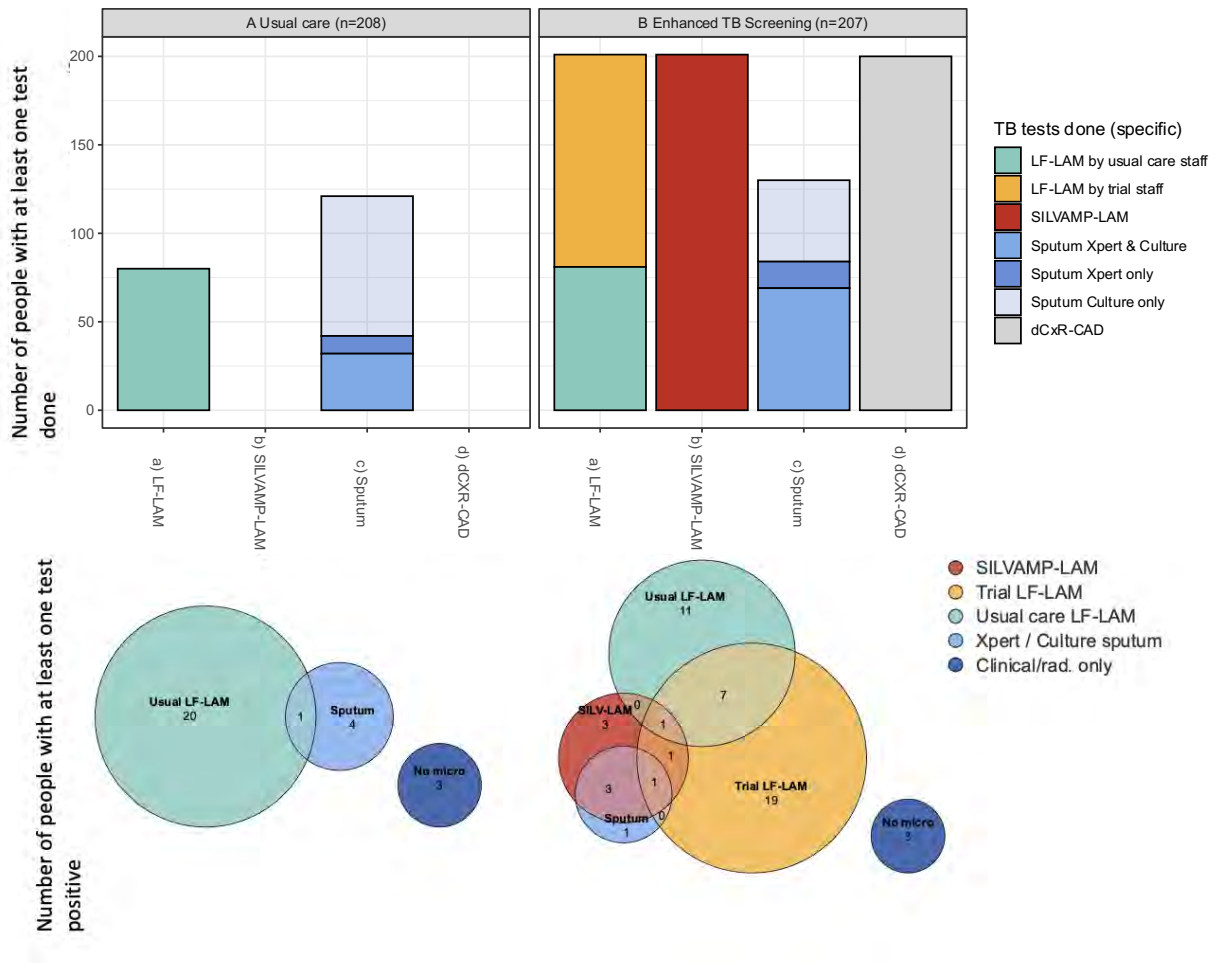 A Usual care (n=208)
B Enhanced TB Screening (n=207)
Number of people with at least one test
done
200
150
100
50
0
a) LF-LAM
b) SILVAMP-LAM
c) Sputum
d) dCXR-CAD
a) LF-LAM
b) SILVAMP-LAM
c) Sputum
d) dCXR-CAD
TB tests done (specific)
LF-LAM by usual care staff
LF-LAM by trial staff
SILVAMP-LAM
Sputum Xpert & Culture
Sputum Xpert only
Sputum Culture only
dCxR-CAD
Number of people with at least one test
positive
Usual LF-LAM
20
1
Sputum
4
No micro
3
Usual LF-LAM
11
7
SILV-LAM
3
0
1
1
1
3
Sputum
1
0
Trial LF-LAM
19
No micro
3
SILVAMP-LAM
Trial LF-LAM
Usual care LF-LAM
Xpert / Culture sputum
Clinical/rad. only